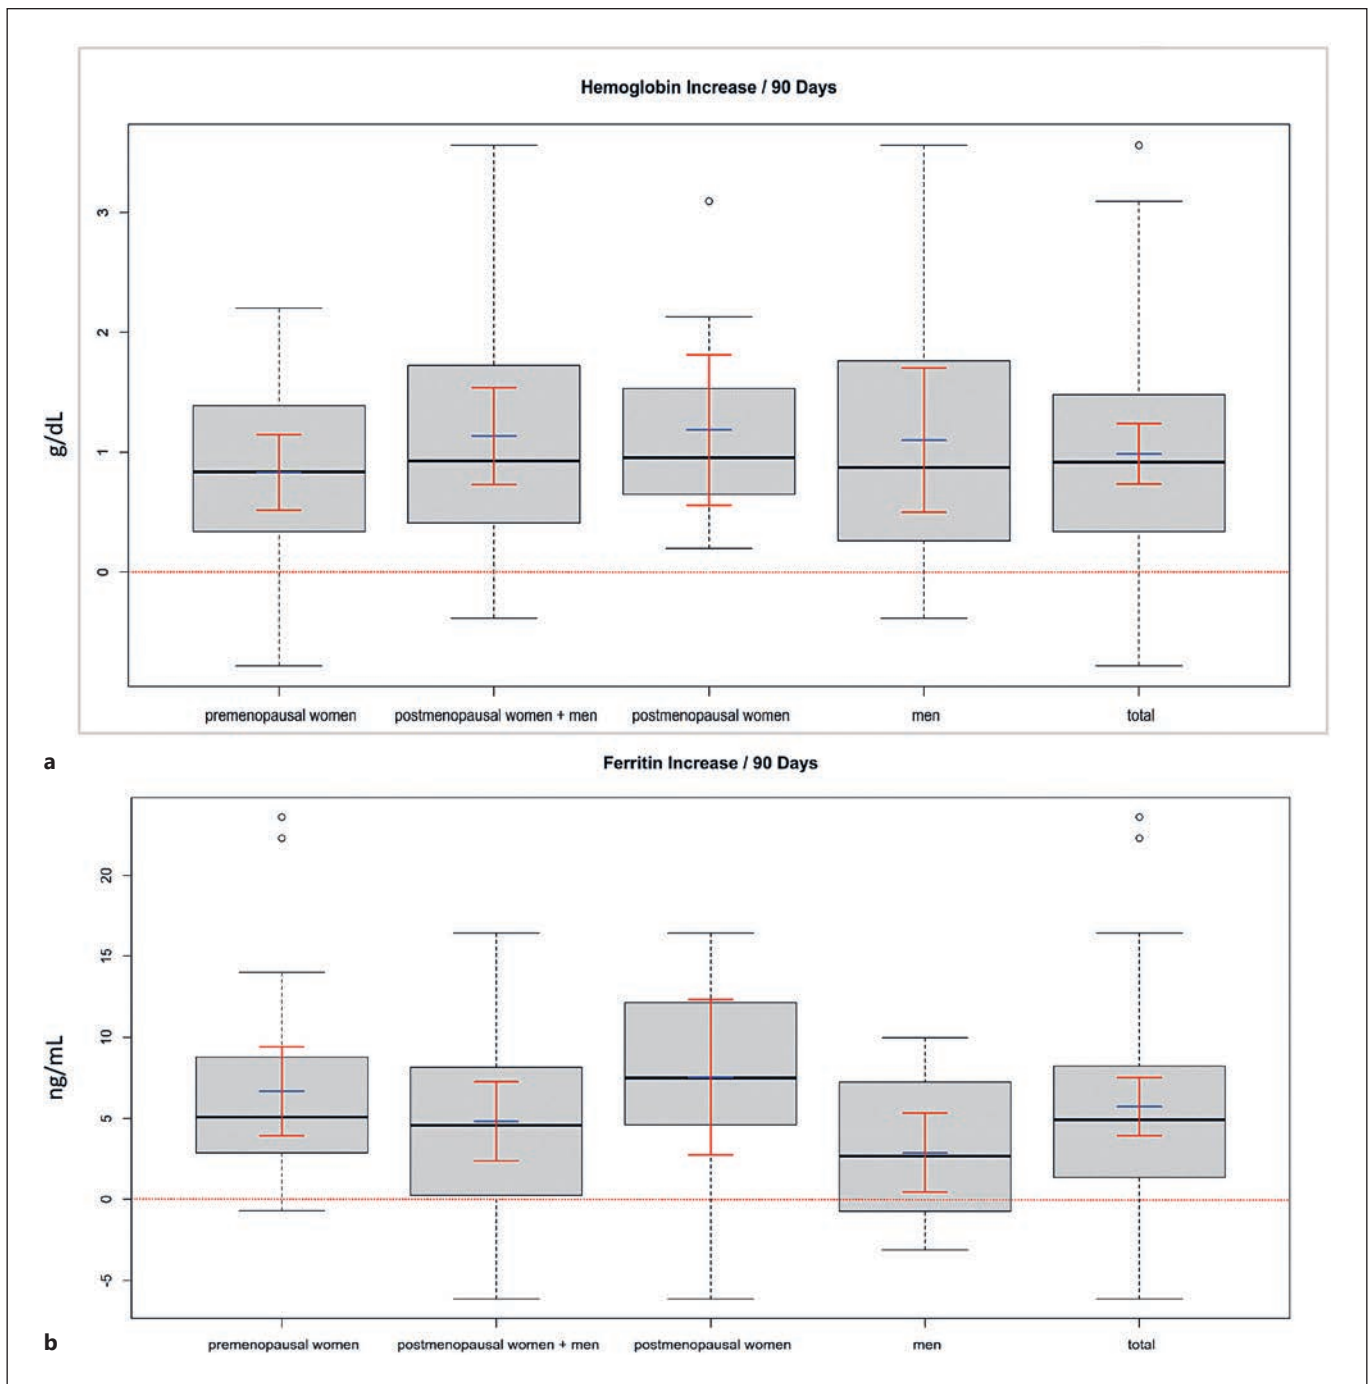 Hemoglobin Increase / 90 Days
g/dL
3
2
1
0
premenopausal women postmenopausal women + men postmenopausal women men total
a
Ferritin Increase / 90 Days
ng/mL
20
15
10
5
0
-5
premenopausal women postmenopausal women + men postmenopausal women men total
b